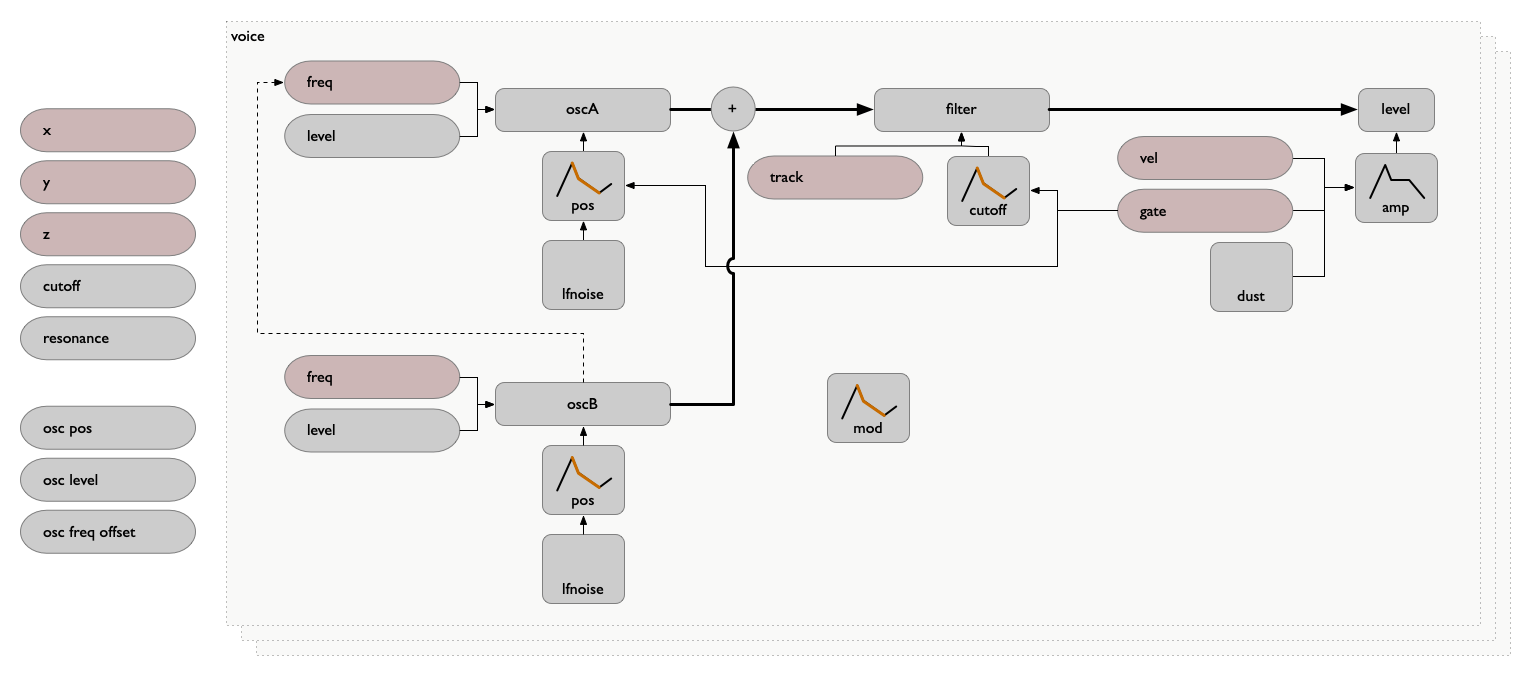 voice
x
y
z
cutoff
resonance
osc pos
osc level
osc freq offset
freq
level
oscA
+
filter
level
pos
lfnoise
track
cutoff
vel
gate
dust
amp
freq
level
oscB
pos
lfnoise
mod